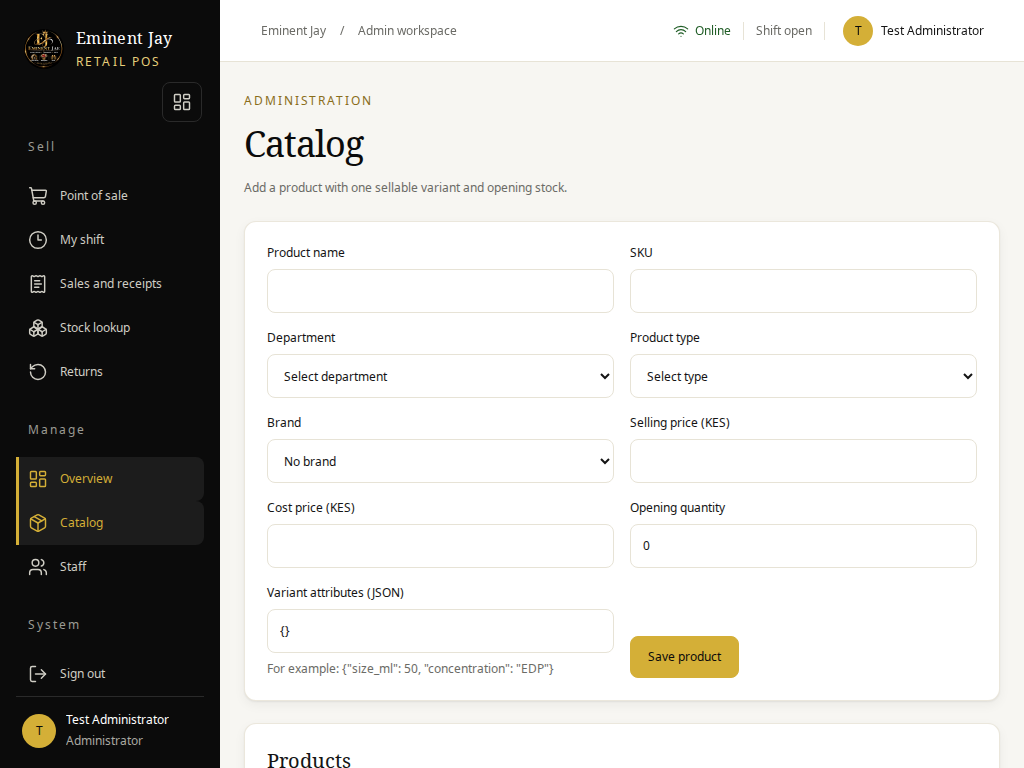 Eminent Jay
RETAIL POS
Sell
Point of sale
My shift
Sales and receipts
Stock lookup
Returns
Manage
Overview
Catalog
Staff
System
Sign out
T
Test Administrator
Administrator
Eminent Jay / Admin workspace
Online
Shift open
T
Test Administrator
ADMINISTRATION
Catalog
Add a product with one sellable variant and opening stock.
Product name
SKU
Department
Product type
Select department
Select type
Brand
Selling price (KES)
No brand
Cost price (KES)
Opening quantity
0
Variant attributes (JSON)
{}
For example: {"size_ml": 50, "concentration": "EDP"}
Save product
Products